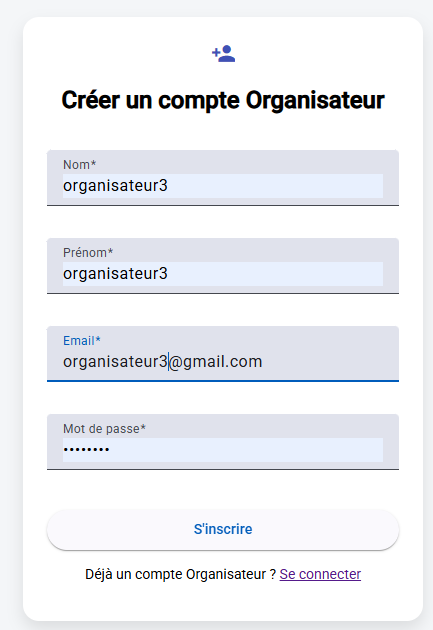 Créer un compte Organisateur
Nom*
organisateur3
Prénom*
organisateur3
Email*
organisateur3@gmail.com
Mot de passe*
••••••••
S'inscrire
Déjà un compte Organisateur ? Se connecter